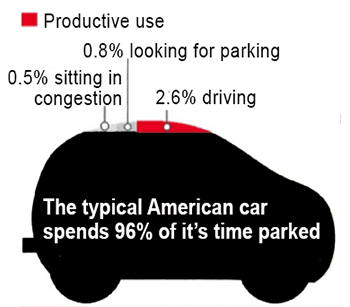 Productive use
0.8% looking for parking
0.5% sitting in
congestion
2.6% driving
The typical American car
spends 96% of it's time parked